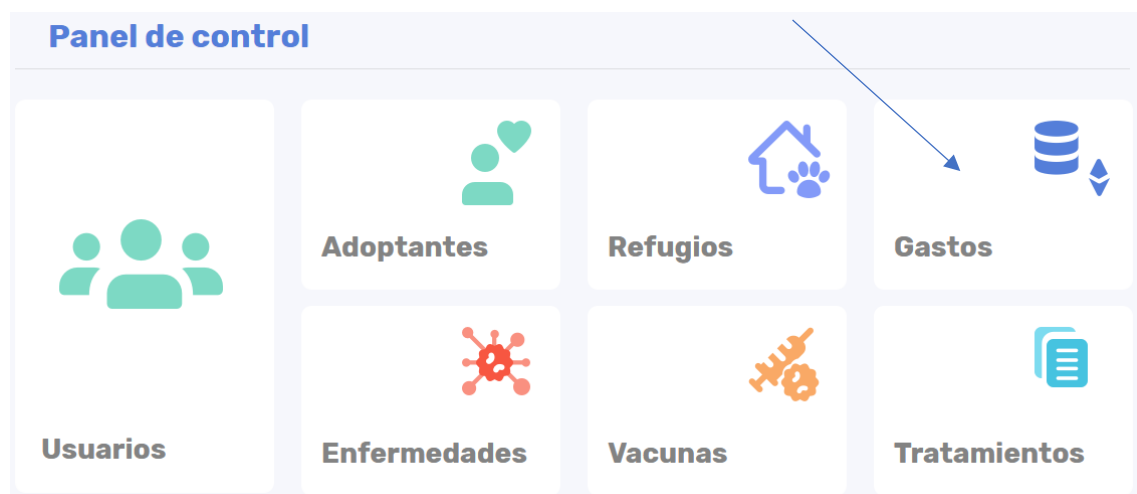 Panel de control
Adoptantes
Refugios
Gastos
Usuarios
Enfermedades
Vacunas
Tratamientos